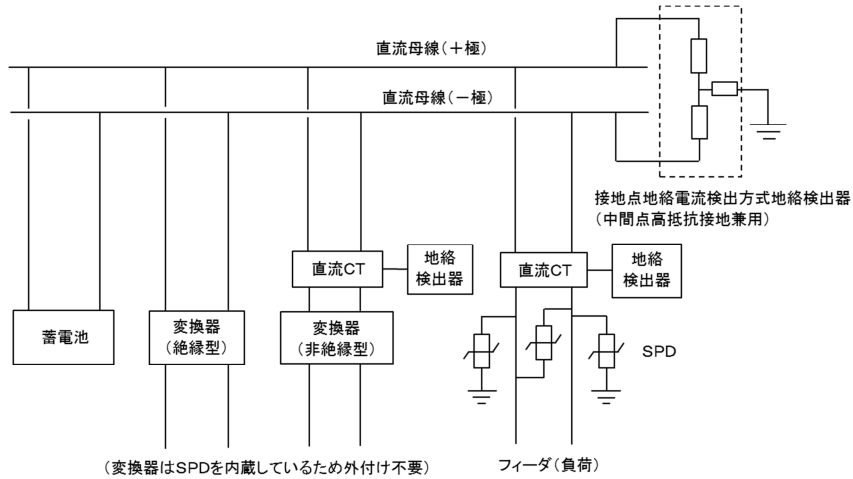 直流母線(＋極)
直流母線(－極)
接地点地絡電流検出方式地絡検出器
(中間点高抵抗接地兼用)
直流CT
地絡
検出器
直流CT
地絡
検出器
蓄電池
変換器
(絶縁型)
変換器
(非絶縁型)
SPD
(変換器はSPDを内蔵しているため外付け不要)
フィーダ(負荷)